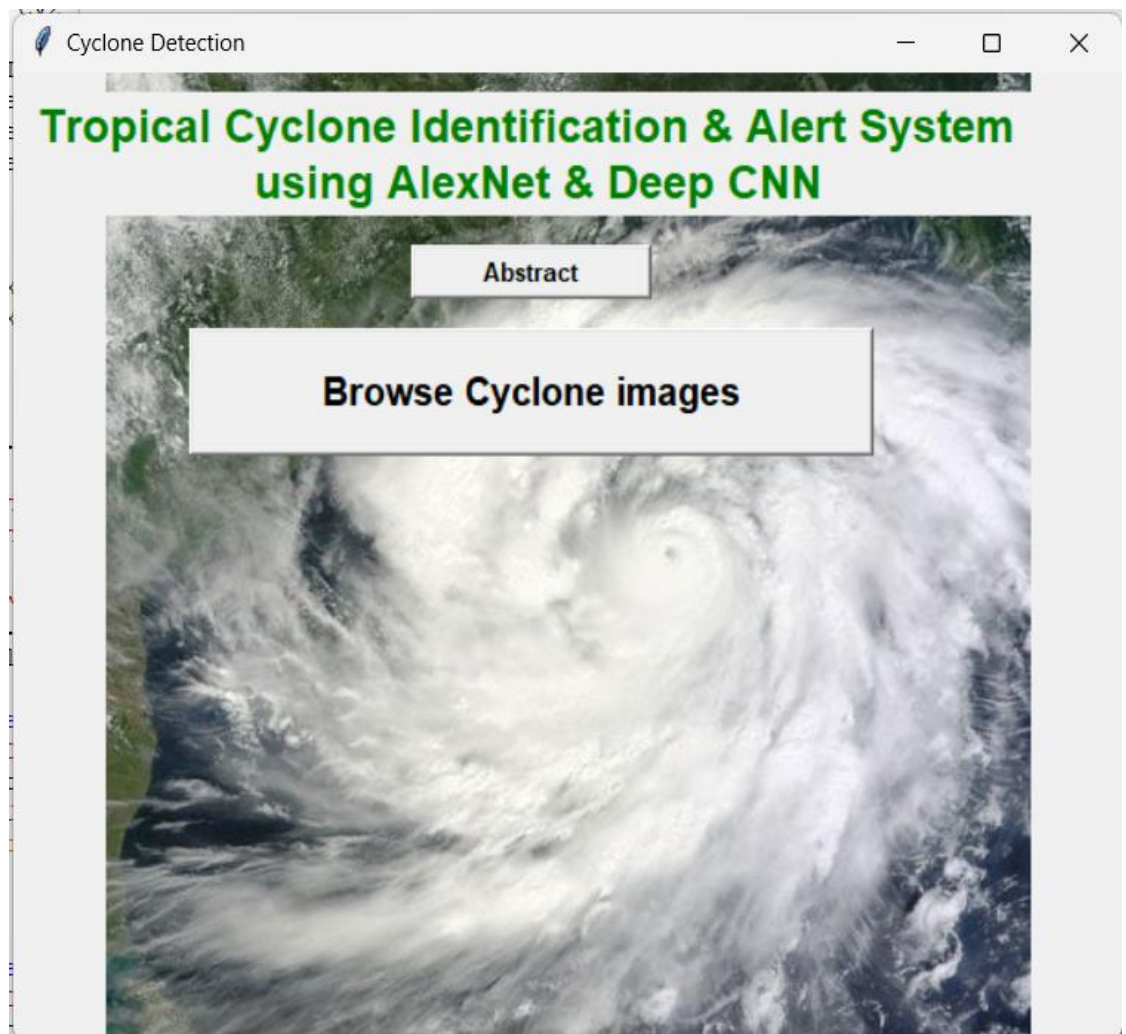 Cyclone Detection
Tropical Cyclone Identification & Alert System
using AlexNet & Deep CNN
Abstract
Browse Cyclone images